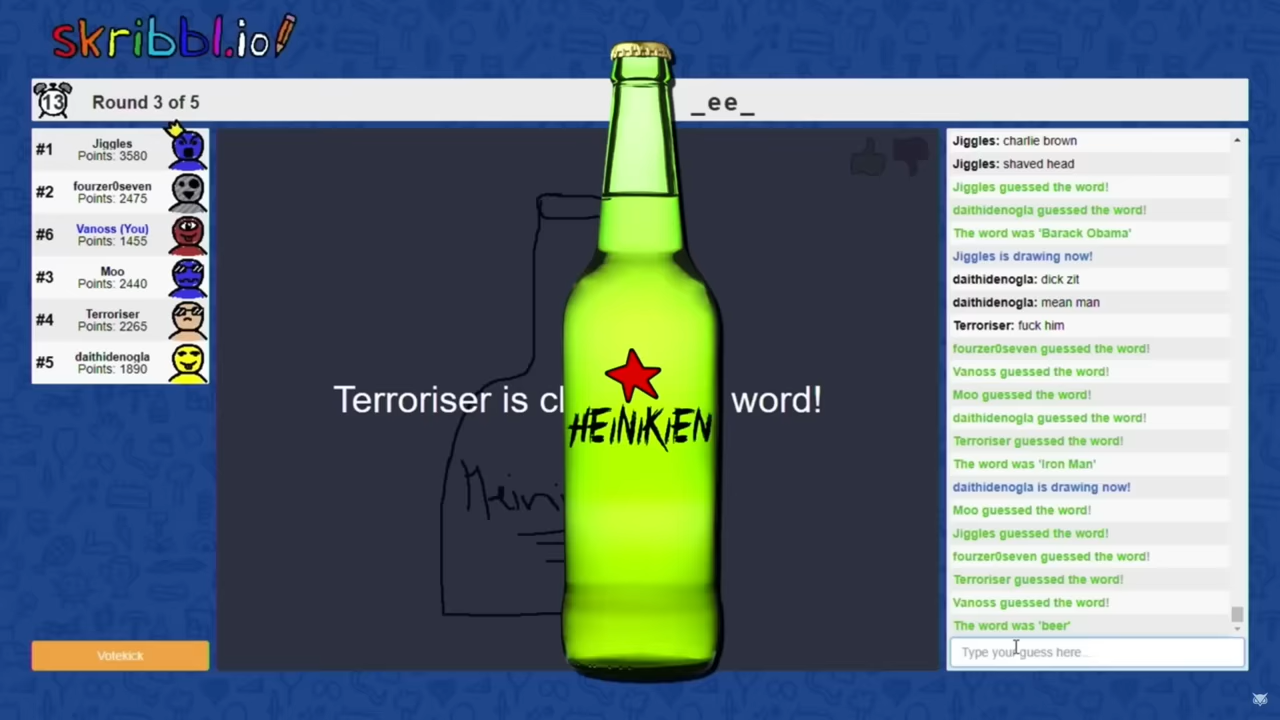 skribbl.io
13
Round 3 of 5
_ee_
#1
Jiggles
Points: 3580
#2
fourzer0seven
Points: 2475
#6
Vanoss (You)
Points: 1455
#3
Moo
Points: 2440
#4
Terroriser
Points: 2265
#5
daithidenogla
Points: 1890
Votekick
Terroriser is word!
HEINIKIEN
Heini
Jiggles: charlie brown
Jiggles: shaved head
Jiggles guessed the word!
daithidenogla guessed the word!
The word was 'Barack Obama'
Jiggles is drawing now!
daithidenogla: dick zit
daithidenogla: mean man
Terroriser: fuck him
fourzer0seven guessed the word!
Vanoss guessed the word!
Moo guessed the word!
daithidenogla guessed the word!
Terroriser guessed the word!
The word was 'Iron Man'
daithidenogla is drawing now!
Moo guessed the word!
Jiggles guessed the word!
fourzer0seven guessed the word!
Terroriser guessed the word!
Vanoss guessed the word!
The word was 'beer'
Type your guess here...